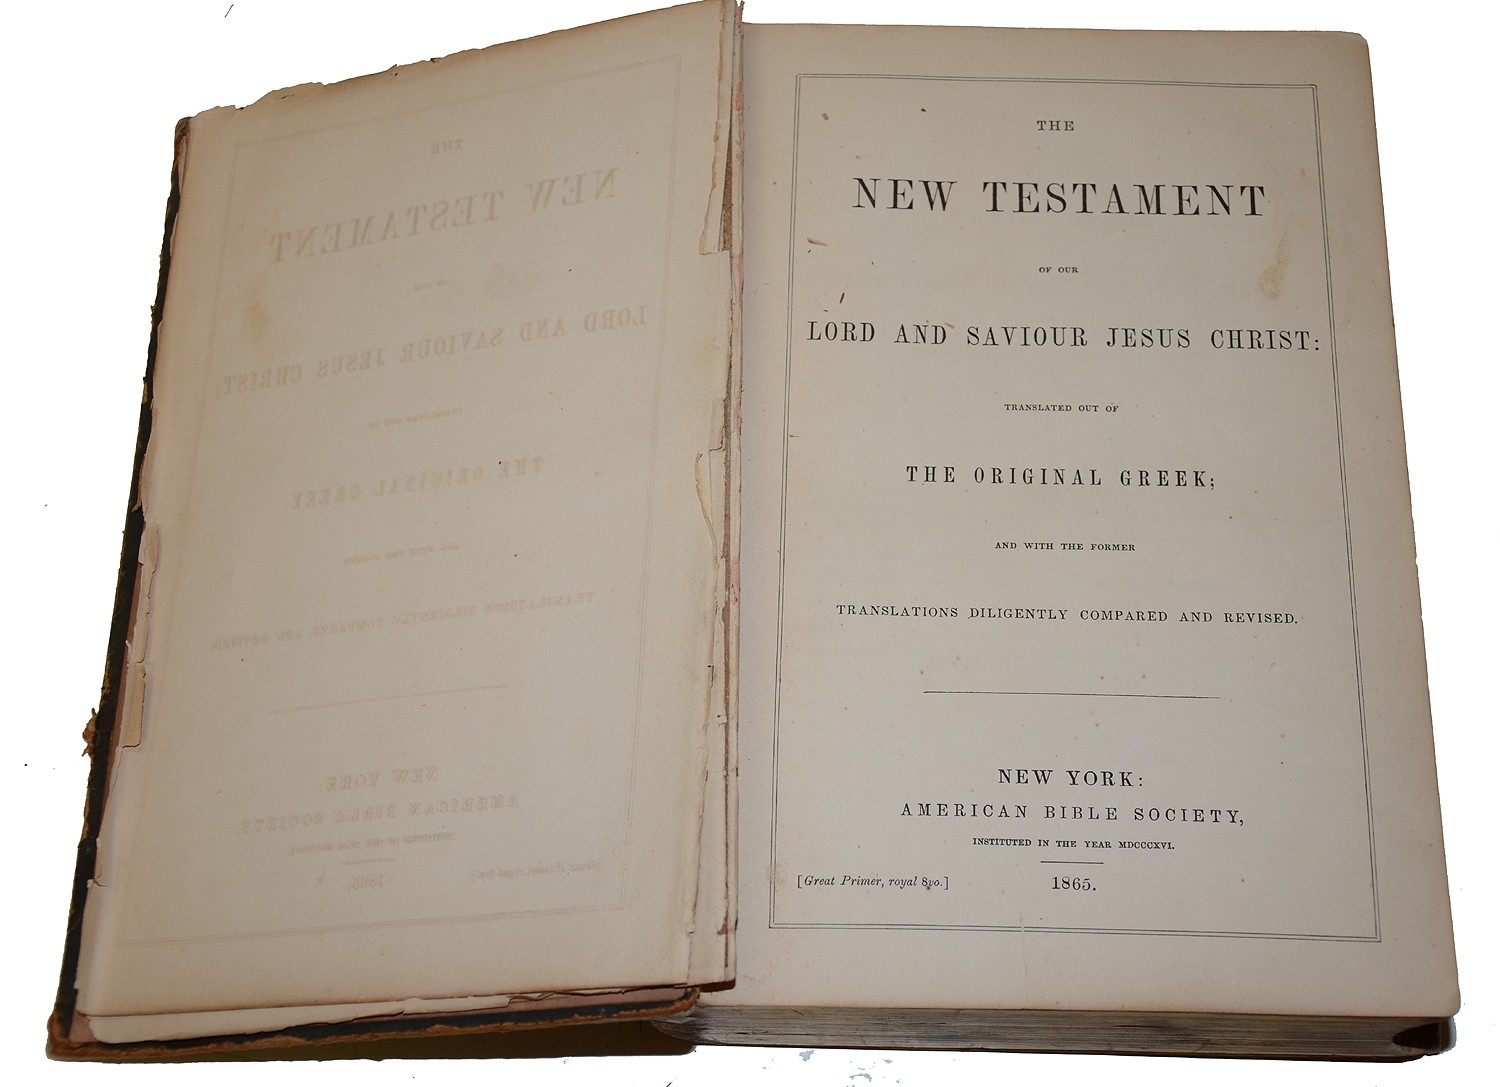 THE
NEW TESTAMENT
OF OUR
LORD AND SAVIOUR JESUS CHRIST:
TRANSLATED OUT OF
THE ORIGINAL GREEK;
AND WITH THE FORMER
TRANSLATIONS DILIGENTLY COMPARED AND REVISED.
NEW YORK:
AMERICAN BIBLE SOCIETY,
INSTITUTED IN THE YEAR MDCCCXVI.
[Great Primer, royal 8vo.] 1865.